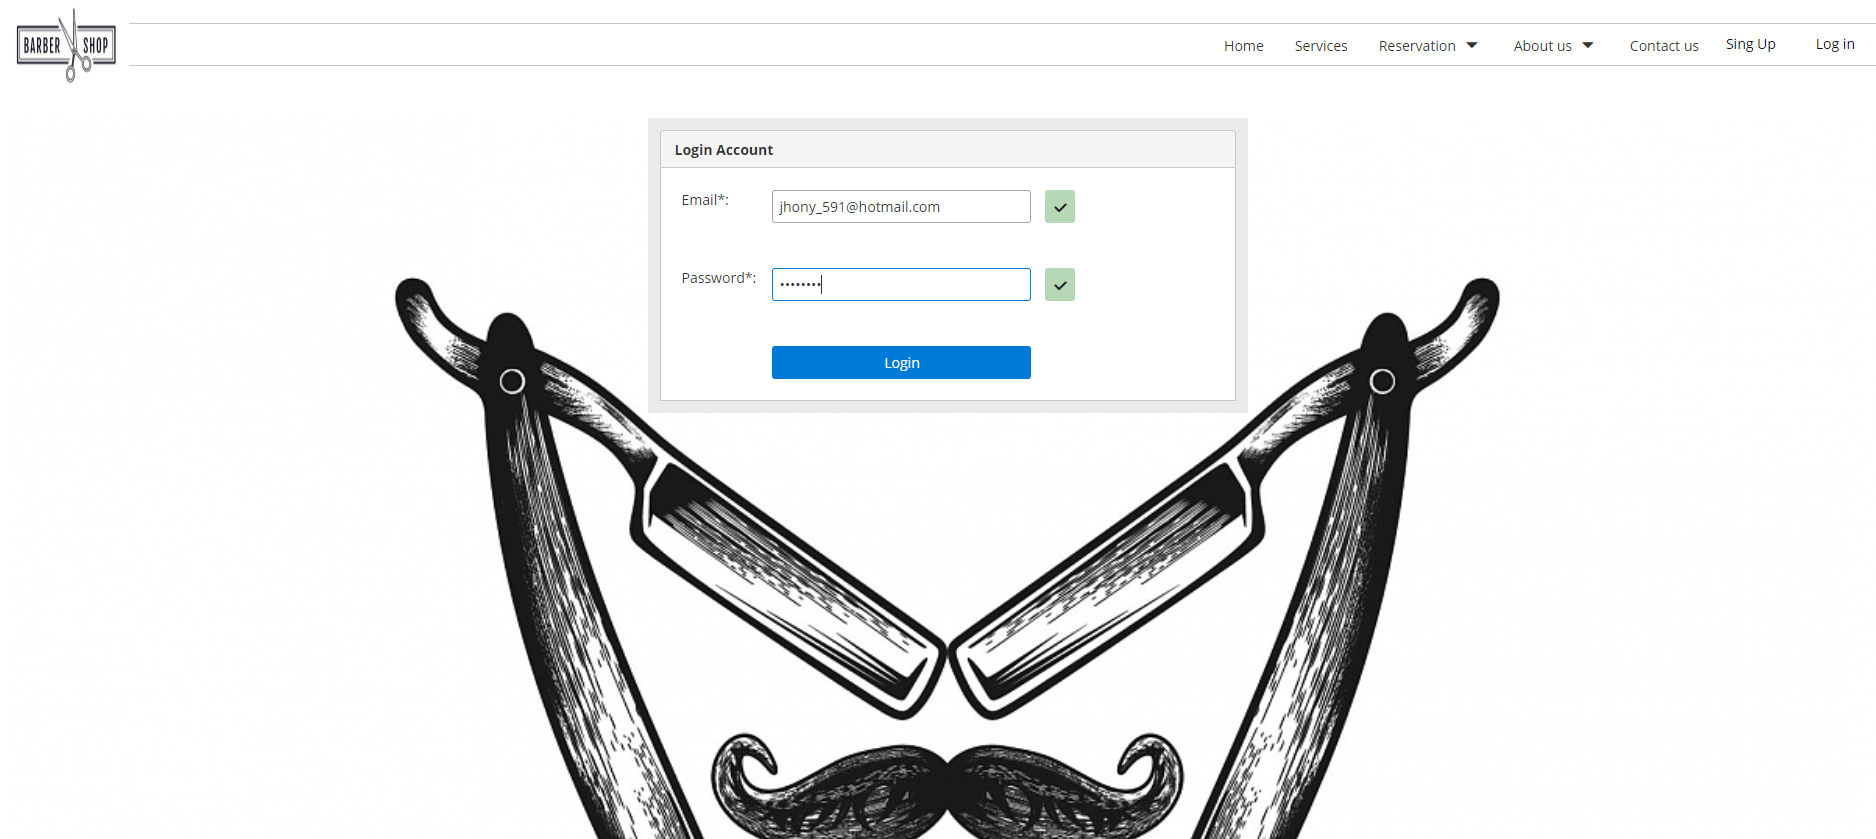 BARBER SHOP
Home Services Reservation About us Contact us Sing Up Log in
Login Account
Email*: jhony_591@hotmail.com
Password*: ••••••••
Login